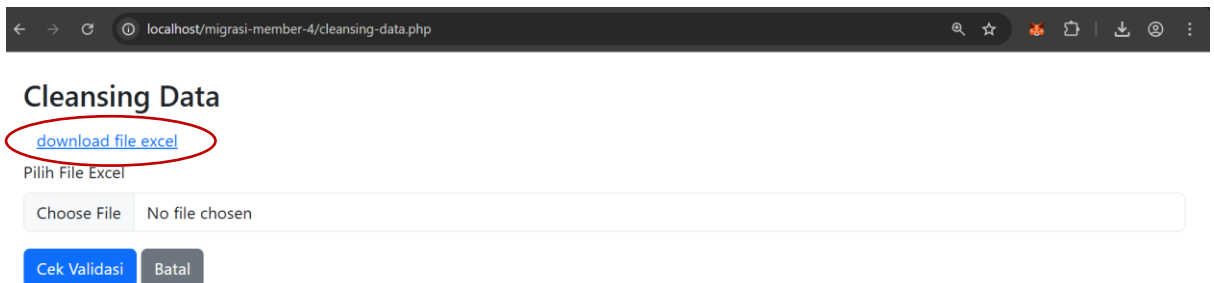 localhost/migrasi-member-4/cleansing-data.php
Cleansing Data
download file excel
Pilih File Excel
Choose File No file chosen
Cek Validasi Batal